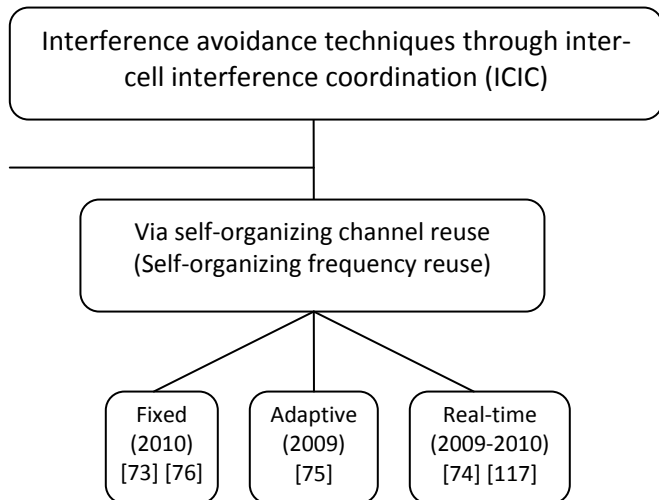 Interference avoidance techniques through inter-
cell interference coordination (ICIC)
Via self-organizing channel reuse
(Self-organizing frequency reuse)
Fixed
(2010)
[73] [76]
Adaptive
(2009)
[75]
Real-time
(2009-2010)
[74] [117]